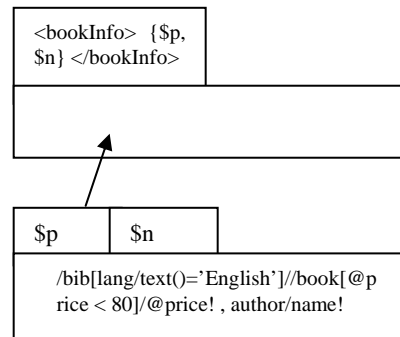 <bookInfo> {$p,
$n} </bookInfo>
$p $n
/bib[lang/text()=’English’]//book[@p
rice < 80]/@price! , author/name!